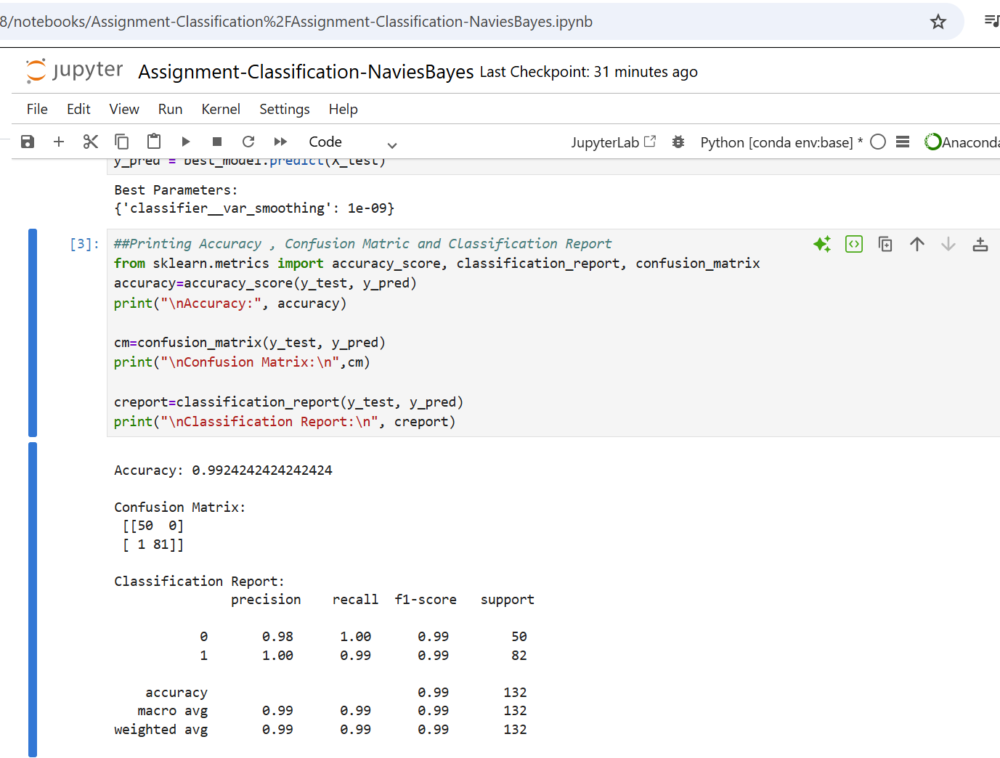 8/notebooks/Assignment-Classification%2FAssignment-Classification-NaviesBayes.ipynb
jupyter Assignment-Classification-NaviesBayes Last Checkpoint: 31 minutes ago
File Edit View Run Kernel Settings Help
Code JupyterLab Python [conda env:base] * Anaconda
y_pred = best_model.predict(X_test)
Best Parameters:
{'classifier__var_smoothing': 1e-09}
[3]: ##Printing Accuracy , Confusion Matric and Classification Report
from sklearn.metrics import accuracy_score, classification_report, confusion_matrix
accuracy=accuracy_score(y_test, y_pred)
print("\nAccuracy:", accuracy)
cm=confusion_matrix(y_test, y_pred)
print("\nConfusion Matrix:\n",cm)
creport=classification_report(y_test, y_pred)
print("\nClassification Report:\n", creport)
Accuracy: 0.9924242424242424
Confusion Matrix:
[[50 0]
[ 1 81]]
Classification Report:
precision recall f1-score support
0 0.98 1.00 0.99 50
1 1.00 0.99 0.99 82
accuracy 0.99 132
macro avg 0.99 0.99 0.99 132
weighted avg 0.99 0.99 0.99 132